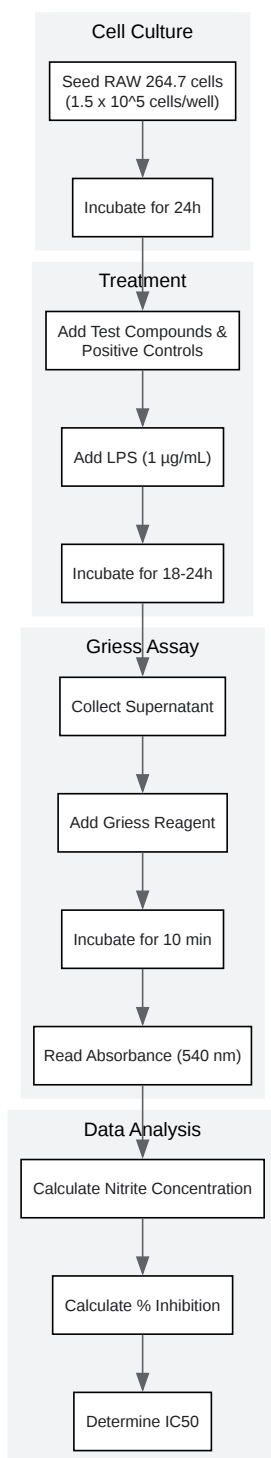 Cell Culture
Seed RAW 264.7 cells
(1.5 x 10^5 cells/well)
Incubate for 24h
Treatment
Add Test Compounds &
Positive Controls
Add LPS (1 µg/mL)
Incubate for 18-24h
Griess Assay
Collect Supernatant
Add Griess Reagent
Incubate for 10 min
Read Absorbance (540 nm)
Data Analysis
Calculate Nitrite Concentration
Calculate % Inhibition
Determine IC50